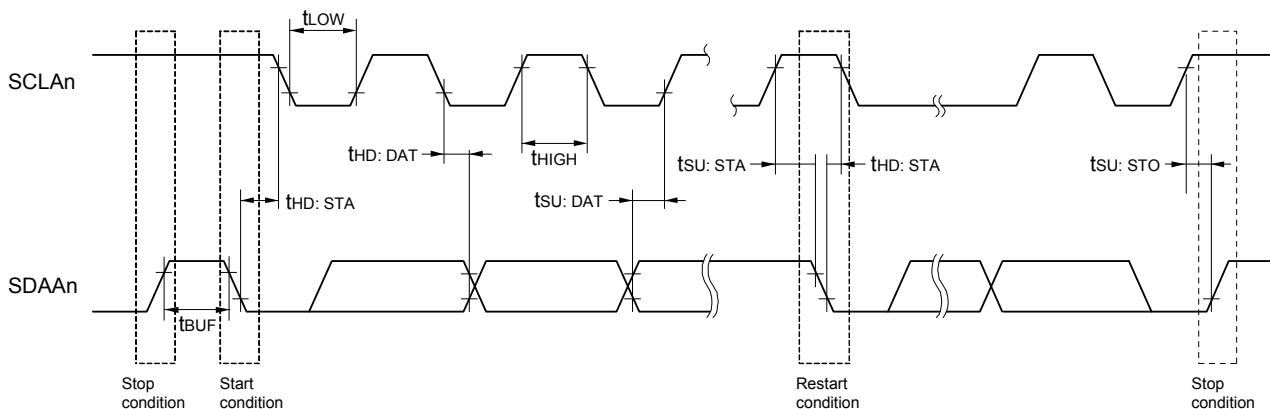 tLOW
SCLAn
tHD: DAT
tHIGH
tSU: STA
tHD: STA
tSU: STO
tHD: STA
tSU: DAT
SDAAn
tBUF
Stop
condition
Start
condition
Restart
condition
Stop
condition